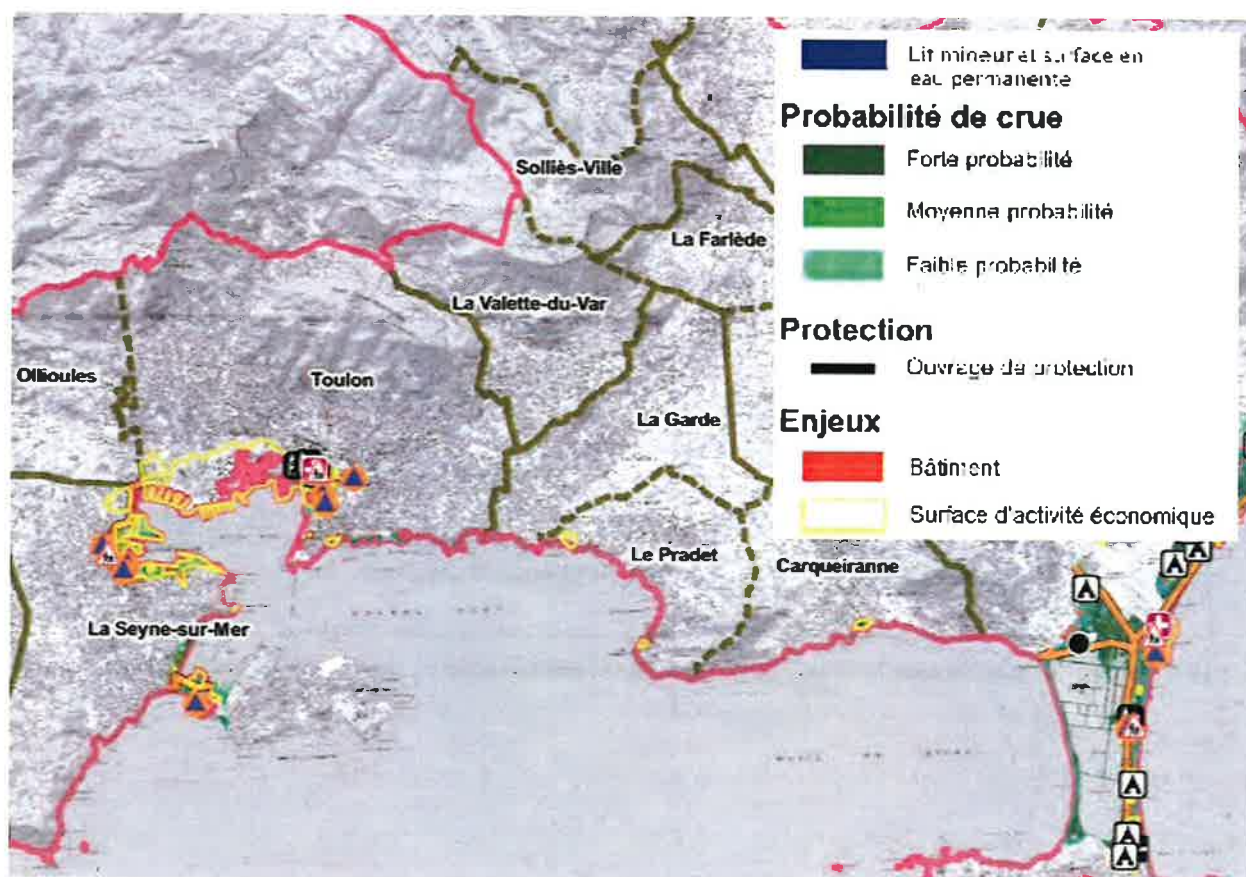 Lit mineur et surface en
eau permanente
Probabilité de crue
Forte probabilité
Moyenne probabilité
Faible probabilité
Protection
Ouvrage de protection
Enjeux
Bâtiment
Surface d'activité économique
Solliès-Ville
La Farlède
La Valette-du-Var
Ollioules
Toulon
La Garde
Le Pradet
Carqueiranne
La Seyne-sur-Mer